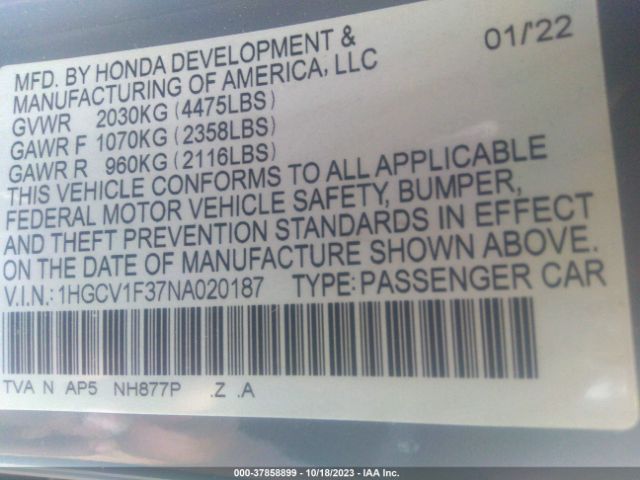 MFD. BY HONDA DEVELOPMENT & 01/'22
MANUFACTURING OF AMERICA, LLC
GVWR 2030KG (4475LBS)
GAWR F 1070KG (2358LBS)
GAWR R 960KG (2116LBS)
THIS VEHICLE CONFORMS TO ALL APPLICABLE
FEDERAL MOTOR VEHICLE SAFETY, BUMPER,
AND THEFT PREVENTION STANDARDS IN EFFECT
ON THE DATE OF MANUFACTURE SHOWN ABOVE.
V.I.N.: 1HGCV1F37NA020187 TYPE: PASSENGER CAR
TVA N AP5 NH877P .Z .A
000-37858899 | 10/18/2023 - IAA Inc.